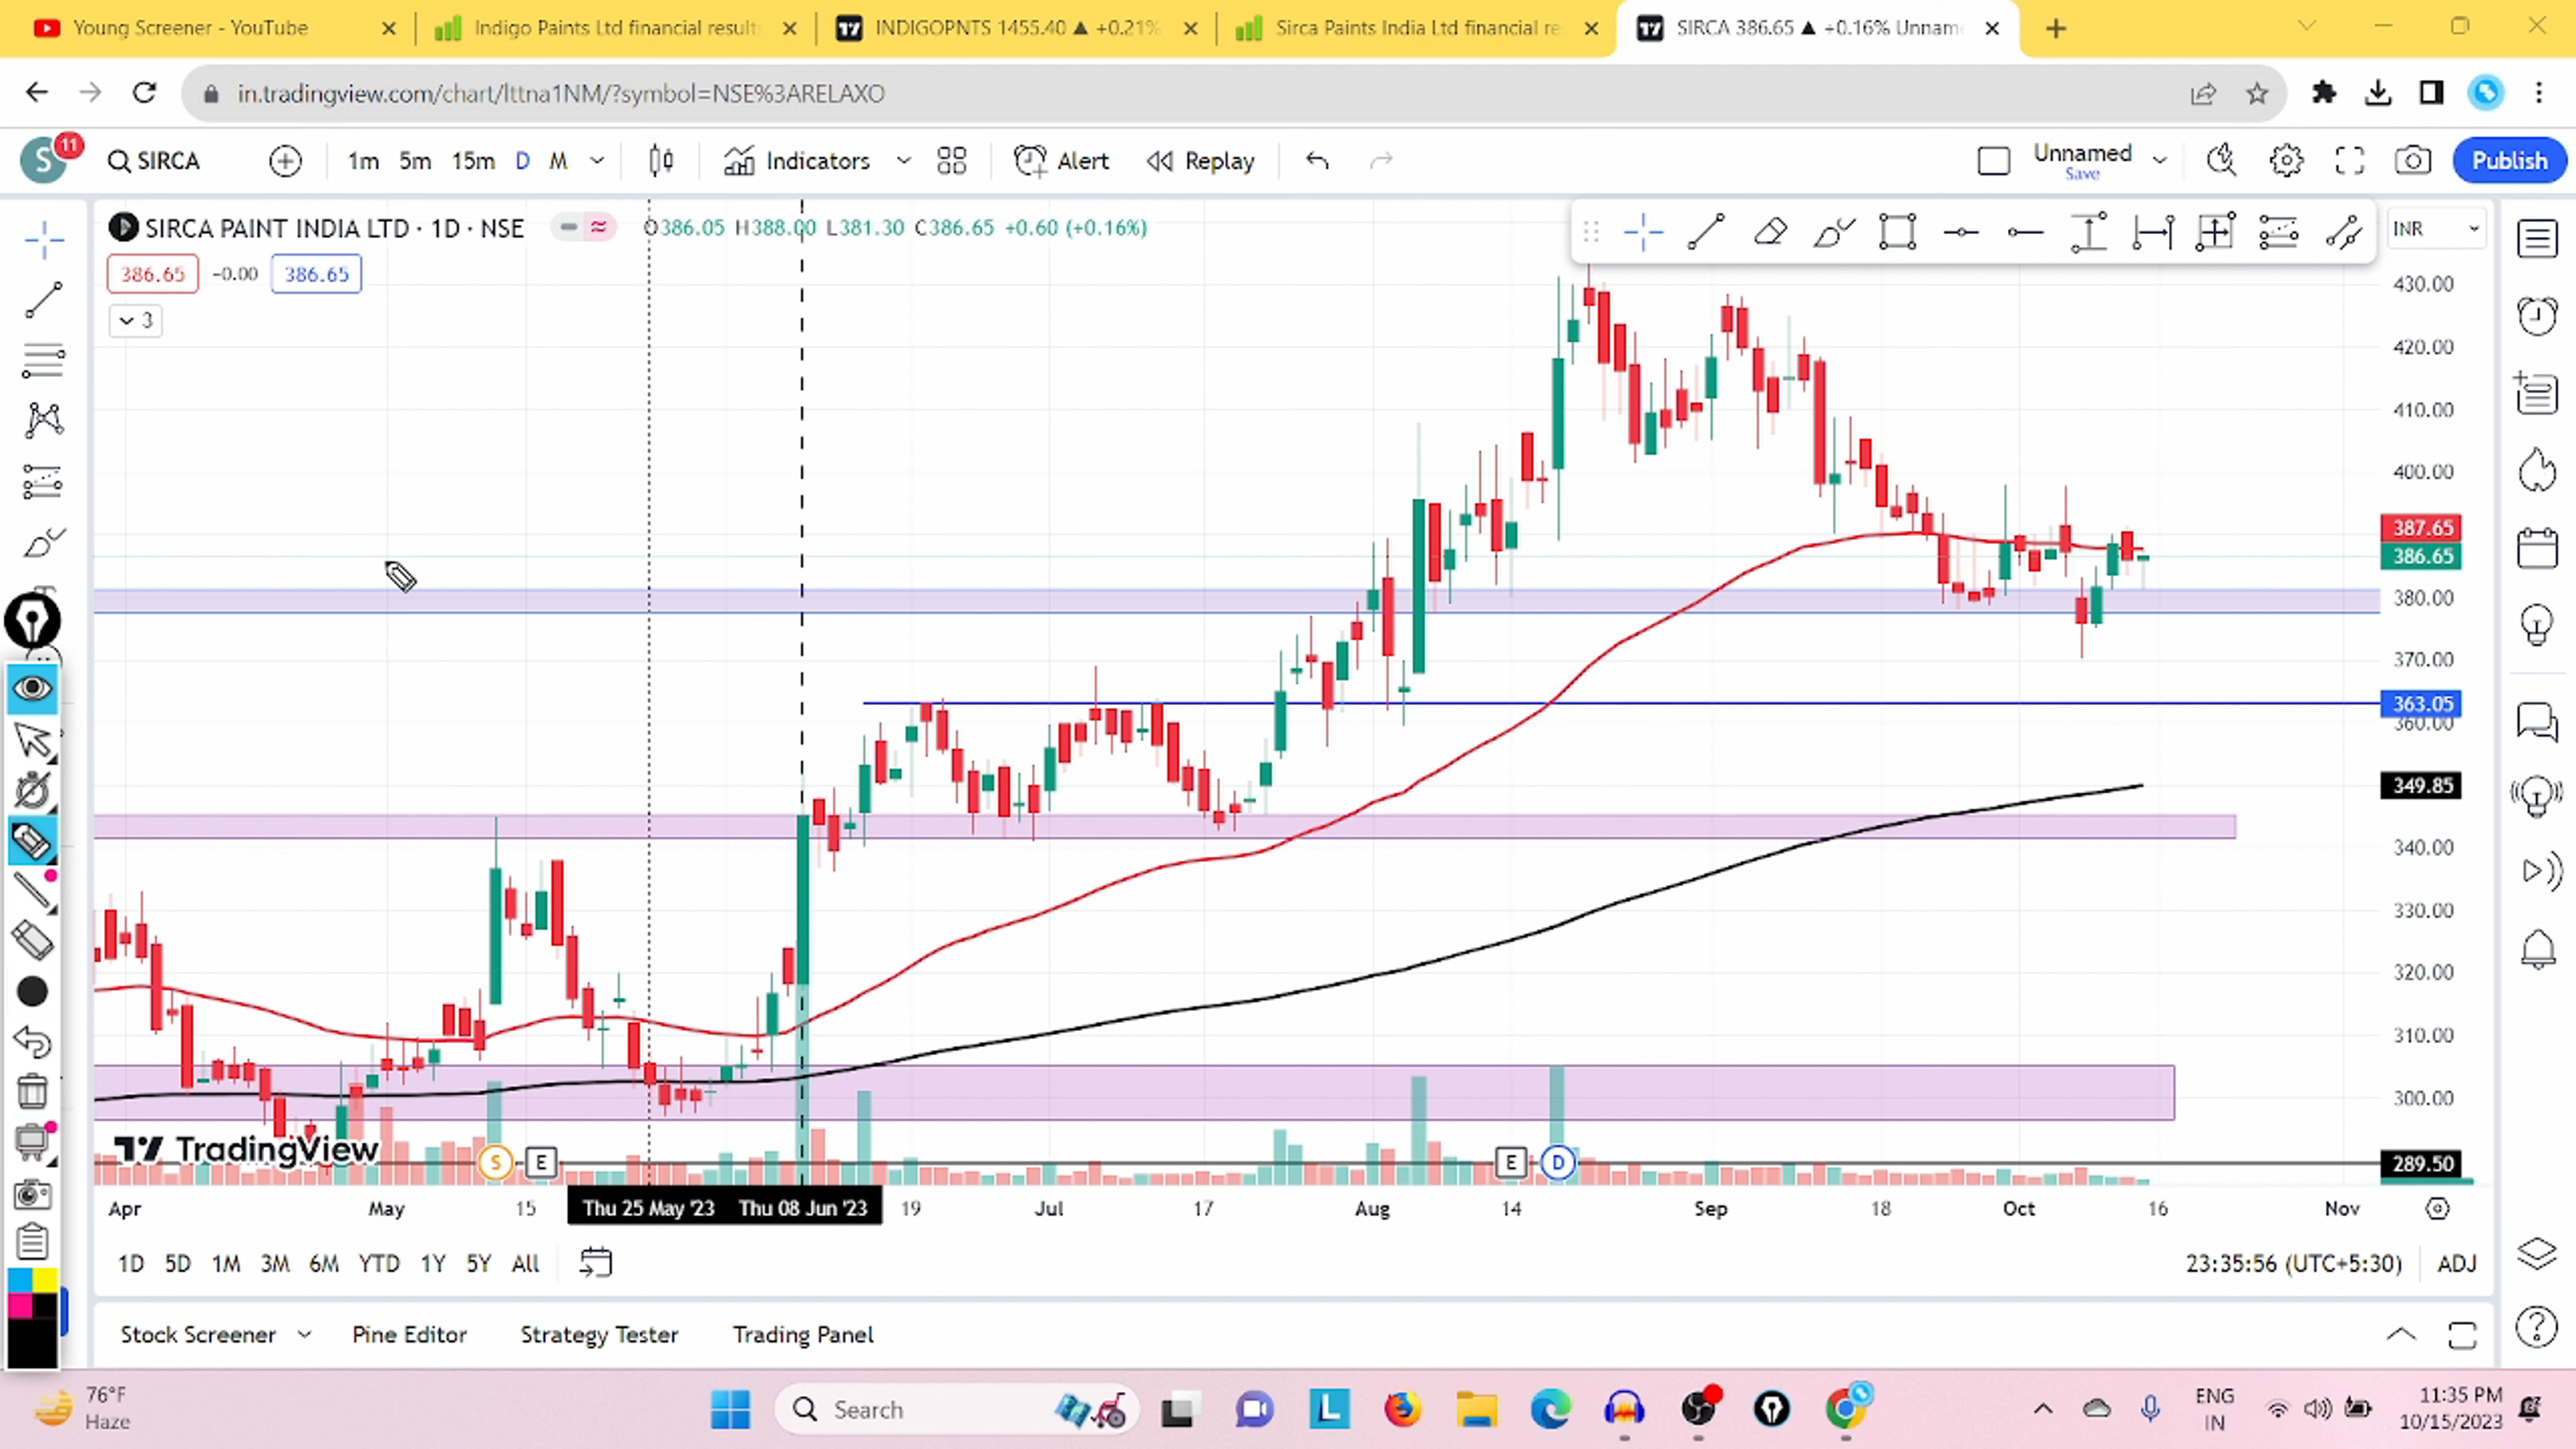 Young Screener - YouTube
Indigo Paints Ltd financial result
INDIGOPNTS 1455.40 ▲ +0.21%
Sirca Paints India Ltd financial re
SIRCA 386.65 ▲ +0.16% Unnam
in.tradingview.com/chart/lttna1NM/?symbol=NSE%3ARELAXO
S 11 SIRCA 1m 5m 15m D M Indicators Alert Replay Unnamed Save Publish
SIRCA PAINT INDIA LTD · 1D · NSE O386.05 H388.00 L381.30 C386.65 +0.60 (+0.16%) INR
386.65 −0.00 386.65
3
430.00
420.00
410.00
400.00
387.65
386.65
380.00
370.00
363.05
360.00
349.85
340.00
330.00
320.00
310.00
300.00
TradingView
S E E D 289.50
Apr May 15 Thu 25 May '23 Thu 08 Jun '23 19 Jul 17 Aug 14 Sep 18 Oct 16 Nov
1D 5D 1M 3M 6M YTD 1Y 5Y All 23:35:56 (UTC+5:30) ADJ
Stock Screener Pine Editor Strategy Tester Trading Panel
76°F
Haze
Search
L
ENG
IN
11:35 PM
10/15/2023